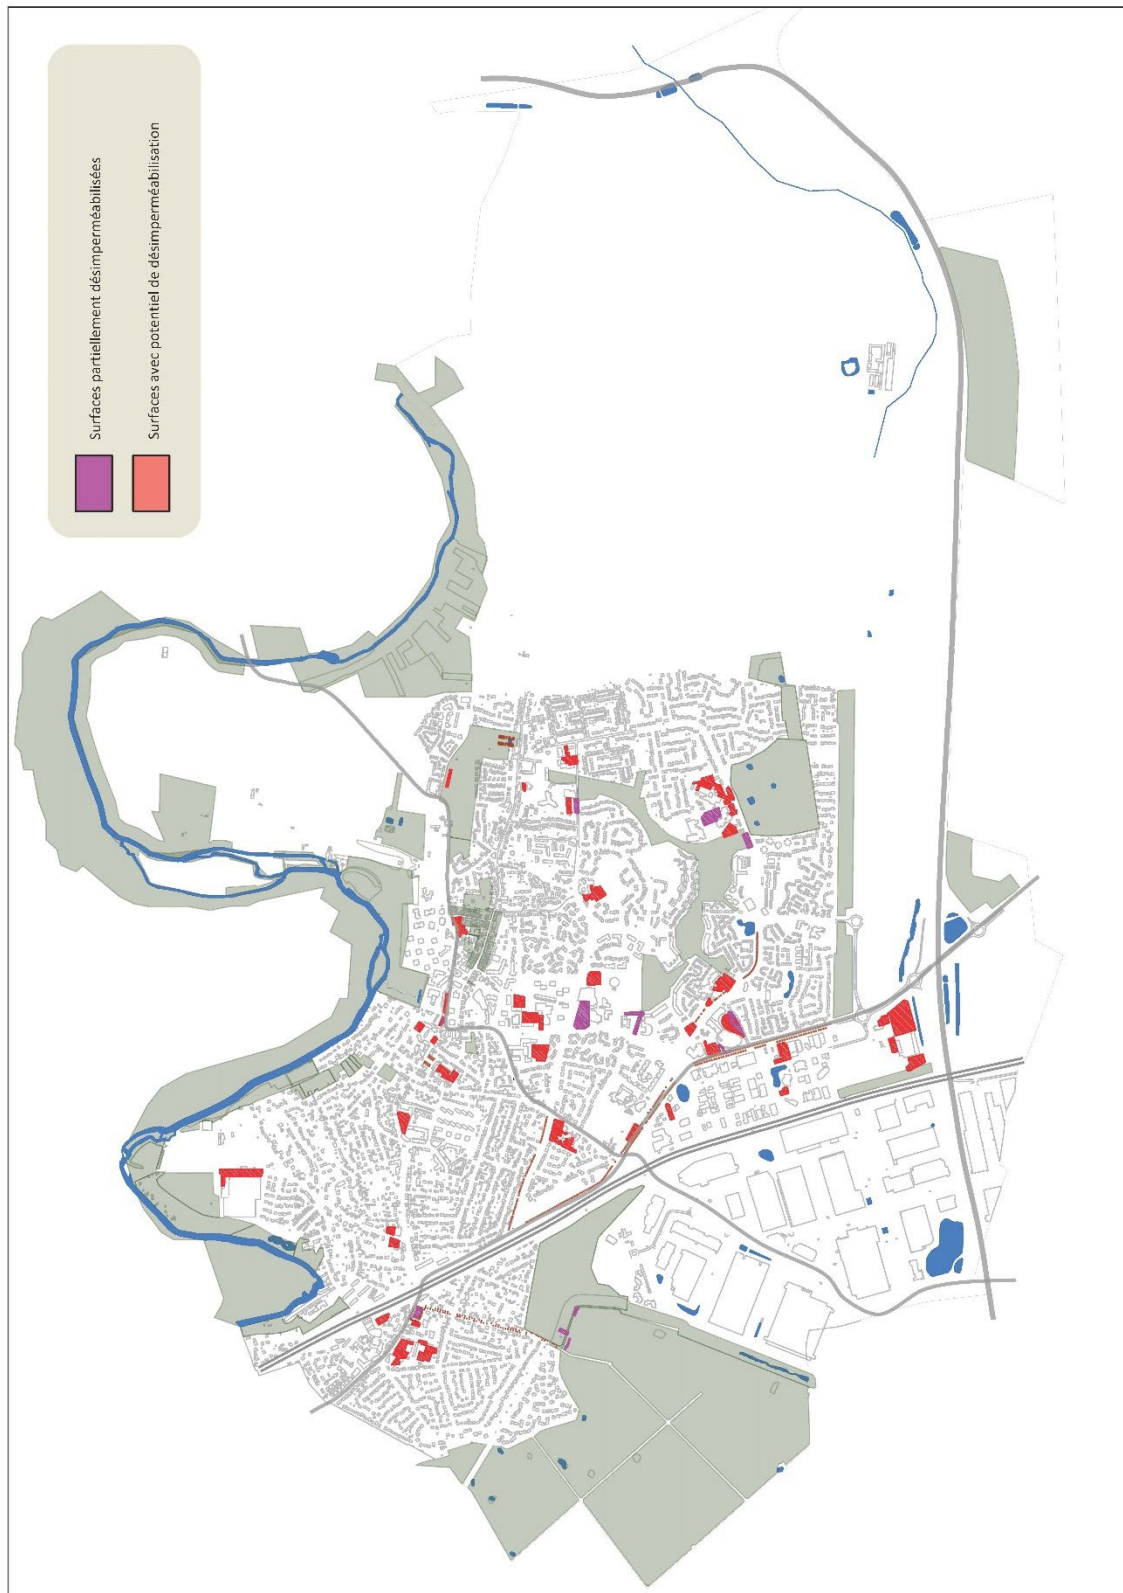 Surfaces partiellement désimperméabilisées
Surfaces avec potentiel de désimperméabilisation